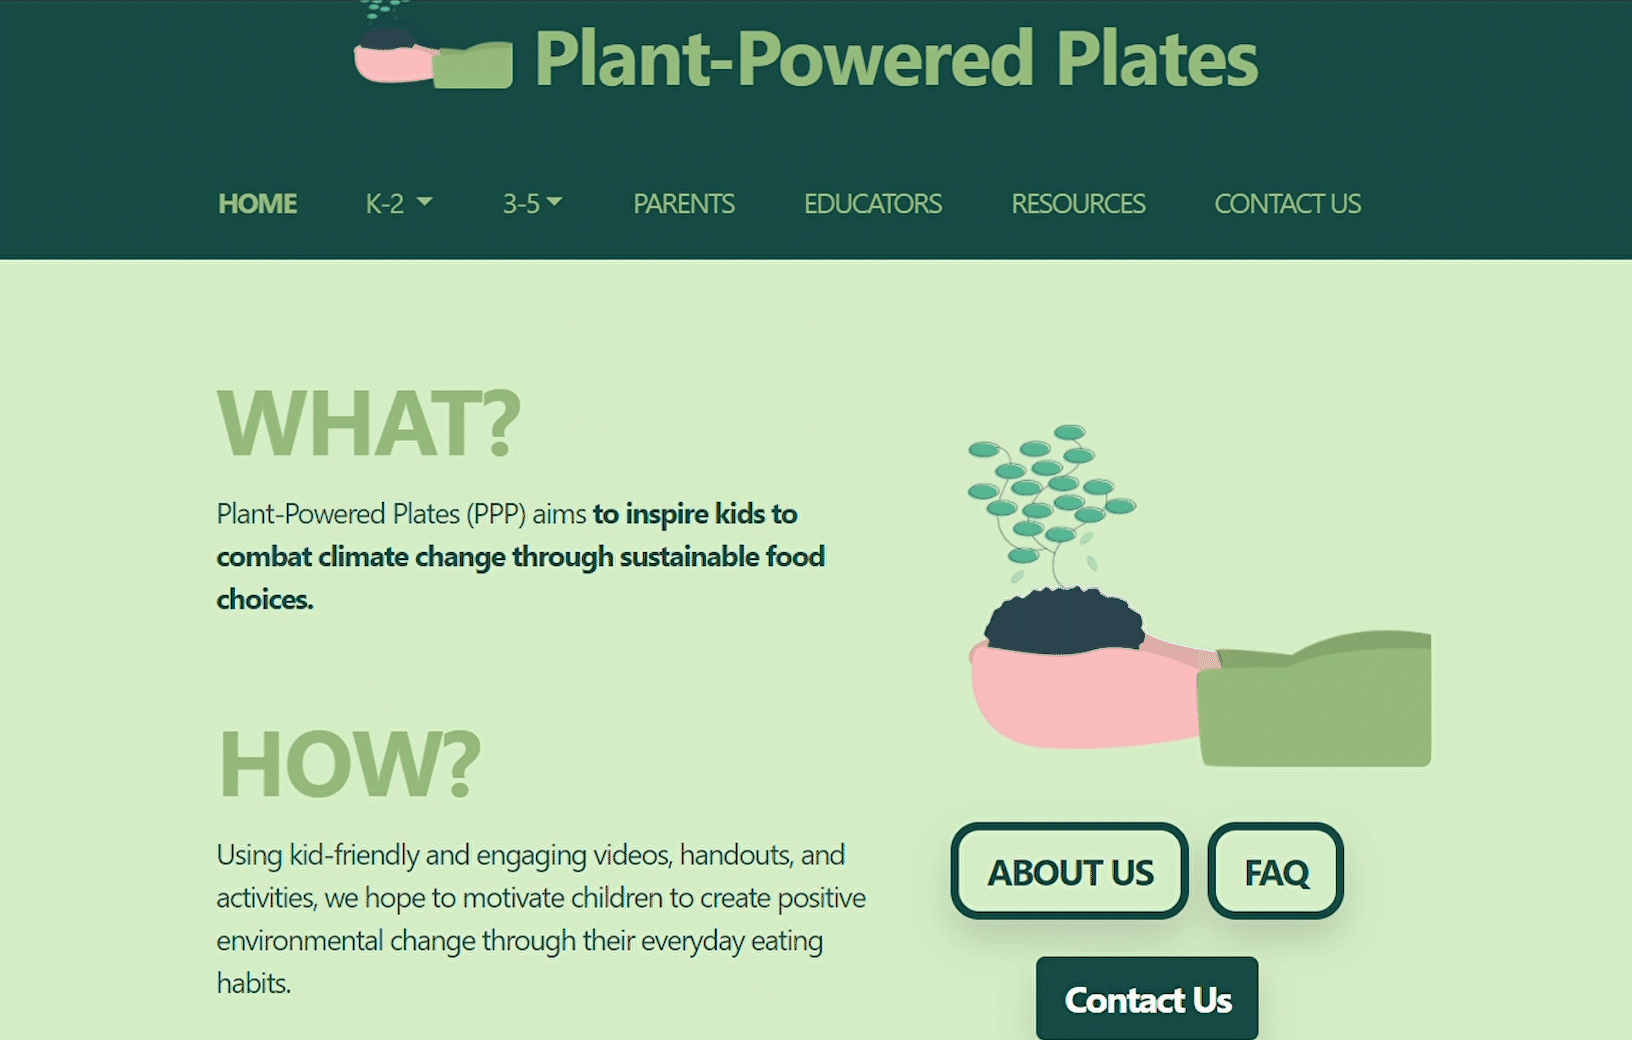 Plant-Powered Plates
HOME K-2 3-5 PARENTS EDUCATORS RESOURCES CONTACT US
WHAT?
Plant-Powered Plates (PPP) aims to inspire kids to
combat climate change through sustainable food
choices.
HOW?
Using kid-friendly and engaging videos, handouts, and
activities, we hope to motivate children to create positive
environmental change through their everyday eating
habits.
ABOUT US FAQ
Contact Us